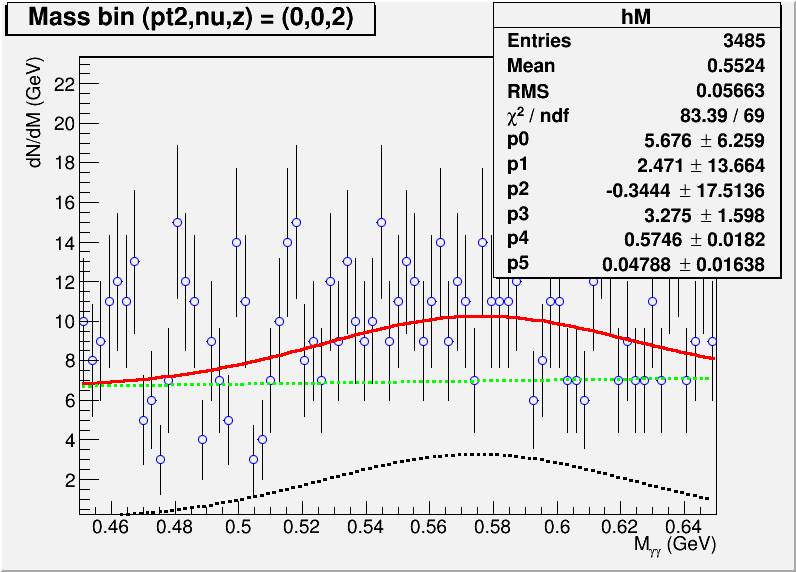 Mass bin (pt2,nu,z) = (0,0,2)
hM
Entries 3485
Mean 0.5524
RMS 0.05663
χ² / ndf 83.39 / 69
p0 5.676 ± 6.259
p1 2.471 ± 13.664
p2 -0.3444 ± 17.5136
p3 3.275 ± 1.598
p4 0.5746 ± 0.0182
p5 0.04788 ± 0.01638
dN/dM (GeV)
22
20
18
16
14
12
10
8
6
4
2
0.46 0.48 0.5 0.52 0.54 0.56 0.58 0.6 0.62 0.64
Mγγ (GeV)